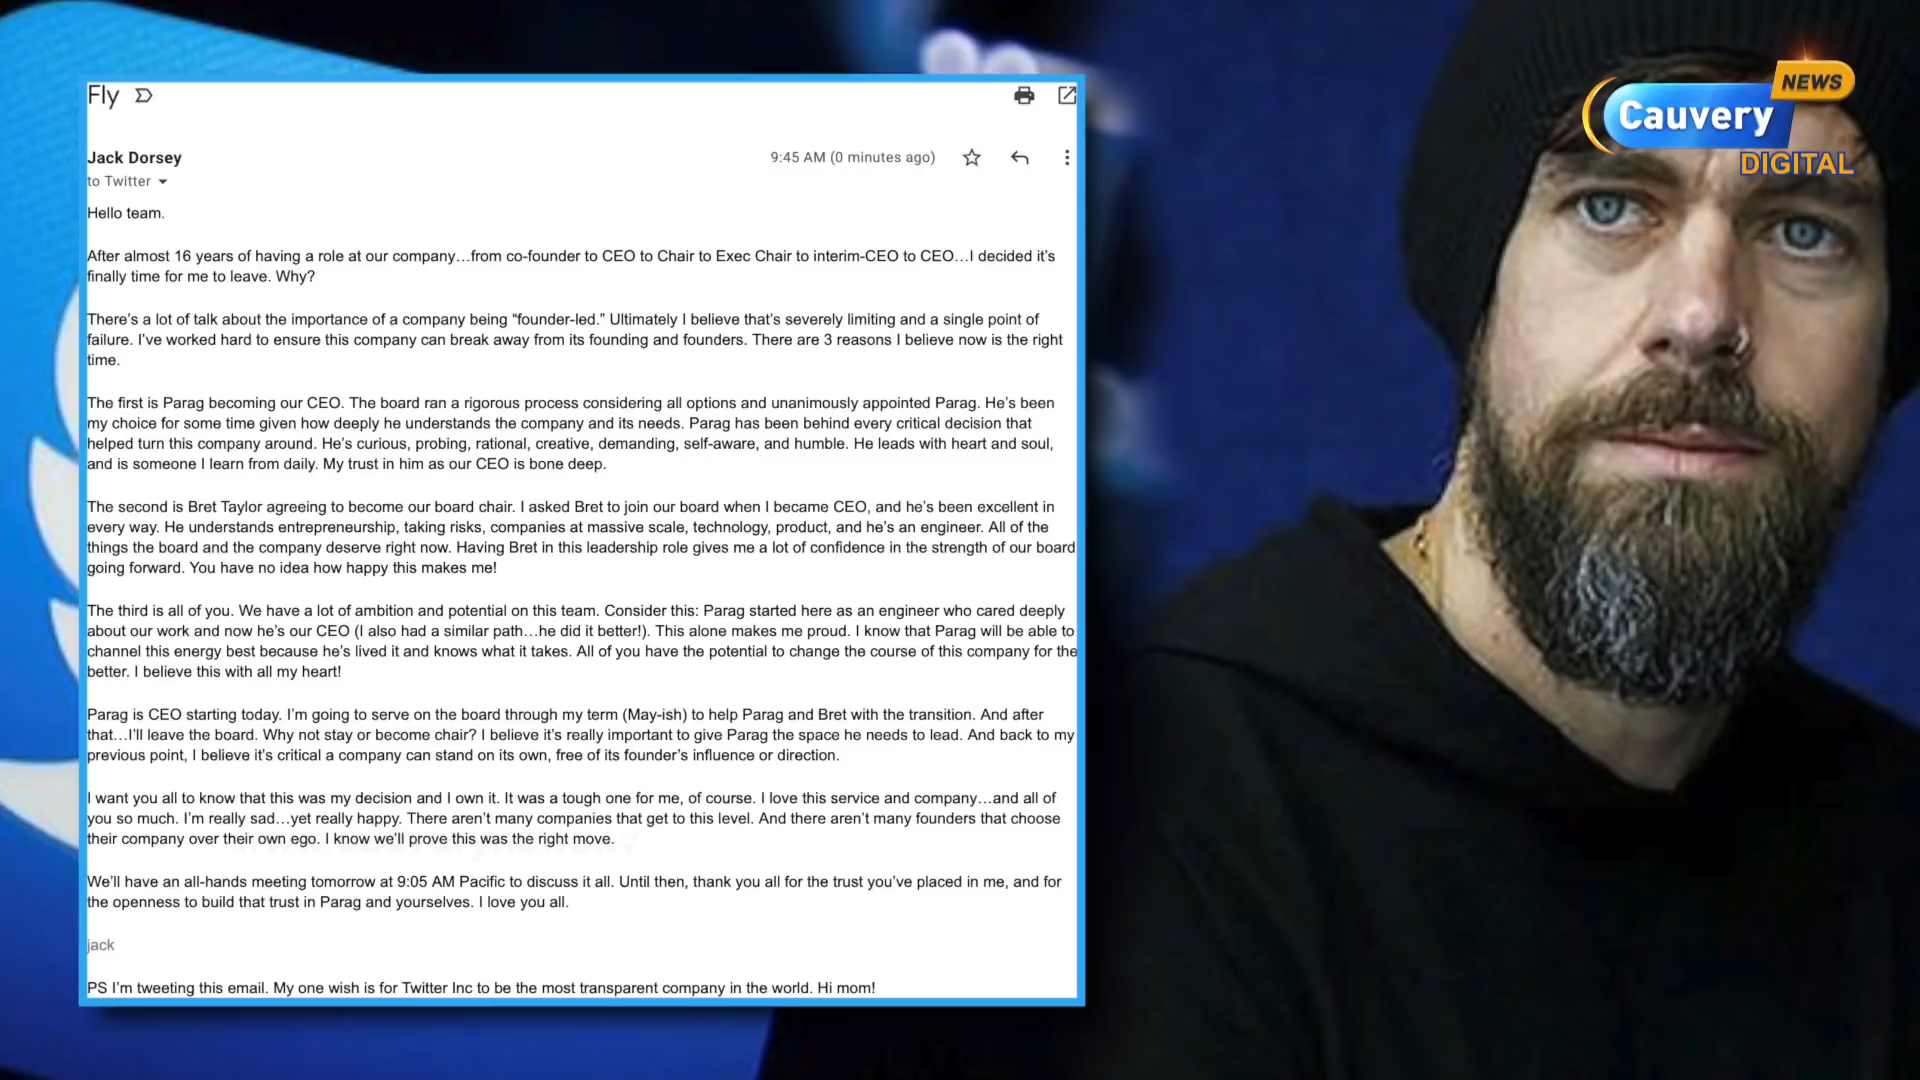 Fly
Jack Dorsey
9:45 AM (0 minutes ago)
to Twitter
Hello team.
After almost 16 years of having a role at our company…from co-founder to CEO to Chair to Exec Chair to interim-CEO to CEO…I decided it’s
finally time for me to leave. Why?
There’s a lot of talk about the importance of a company being “founder-led.” Ultimately I believe that’s severely limiting and a single point of
failure. I’ve worked hard to ensure this company can break away from its founding and founders. There are 3 reasons I believe now is the right
time.
The first is Parag becoming our CEO. The board ran a rigorous process considering all options and unanimously appointed Parag. He’s been
my choice for some time given how deeply he understands the company and its needs. Parag has been behind every critical decision that
helped turn this company around. He’s curious, probing, rational, creative, demanding, self-aware, and humble. He leads with heart and soul,
and is someone I learn from daily. My trust in him as our CEO is bone deep.
The second is Bret Taylor agreeing to become our board chair. I asked Bret to join our board when I became CEO, and he’s been excellent in
every way. He understands entrepreneurship, taking risks, companies at massive scale, technology, product, and he’s an engineer. All of the
things the board and the company deserve right now. Having Bret in this leadership role gives me a lot of confidence in the strength of our board
going forward. You have no idea how happy this makes me!
The third is all of you. We have a lot of ambition and potential on this team. Consider this: Parag started here as an engineer who cared deeply
about our work and now he’s our CEO (I also had a similar path…he did it better!). This alone makes me proud. I know that Parag will be able to
channel this energy best because he’s lived it and knows what it takes. All of you have the potential to change the course of this company for the
better. I believe this with all my heart!
Parag is CEO starting today. I’m going to serve on the board through my term (May-ish) to help Parag and Bret with the transition. And after
that…I’ll leave the board. Why not stay or become chair? I believe it’s really important to give Parag the space he needs to lead. And back to my
previous point, I believe it’s critical a company can stand on its own, free of its founder’s influence or direction.
I want you all to know that this was my decision and I own it. It was a tough one for me, of course. I love this service and company…and all of
you so much. I’m really sad…yet really happy. There aren’t many companies that get to this level. And there aren’t many founders that choose
their company over their own ego. I know we’ll prove this was the right move.
We’ll have an all-hands meeting tomorrow at 9:05 AM Pacific to discuss it all. Until then, thank you all for the trust you’ve placed in me, and for
the openness to build that trust in Parag and yourselves. I love you all.
jack
PS I’m tweeting this email. My one wish is for Twitter Inc to be the most transparent company in the world. Hi mom!
NEWS
Cauvery
DIGITAL